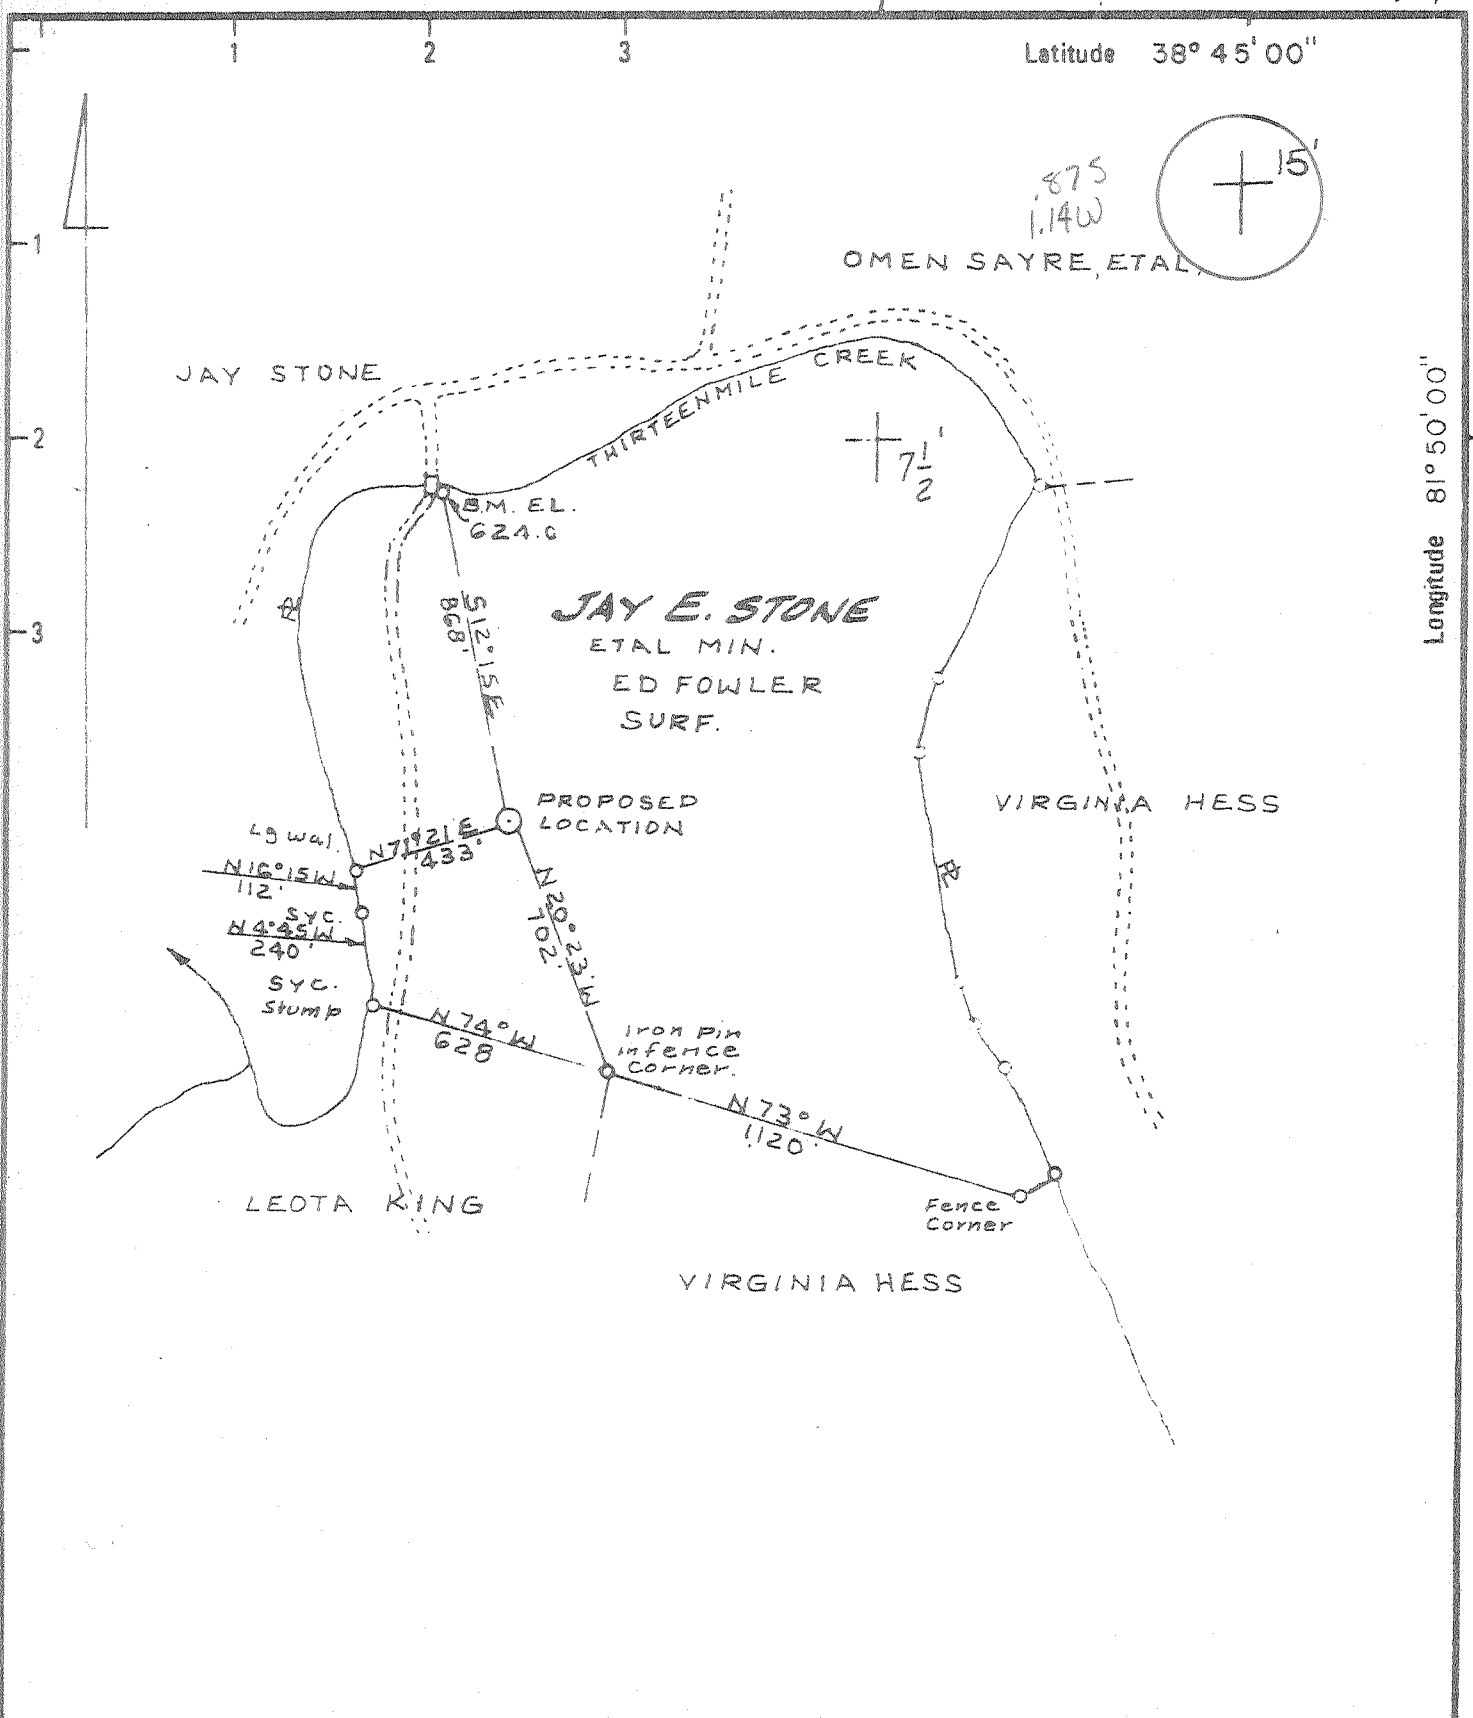 1
2
3
Latitude 38° 45' 00"
1
2
3
15'
.87S
1.14W
OMEN SAYRE, ETAL,
JAY STONE
THIRTEENMILE CREEK
7 1/2'
Longitude 81° 50' 00"
B.M. EL.
624.0
S12°15E
868'
JAY E. STONE
ETAL MIN.
ED FOWLER
SURF.
PROPOSED
LOCATION
VIRGINIA HESS
Lg Wal.
N71°21E
433'
N16°15W
112'
Syc.
N4°45W
240'
Syc.
Stump
N20°23'W
702'
N74°W
628
Iron Pin
in fence
Corner.
N73°W
1120'
LEOTA KING
Fence
Corner
VIRGINIA HESS